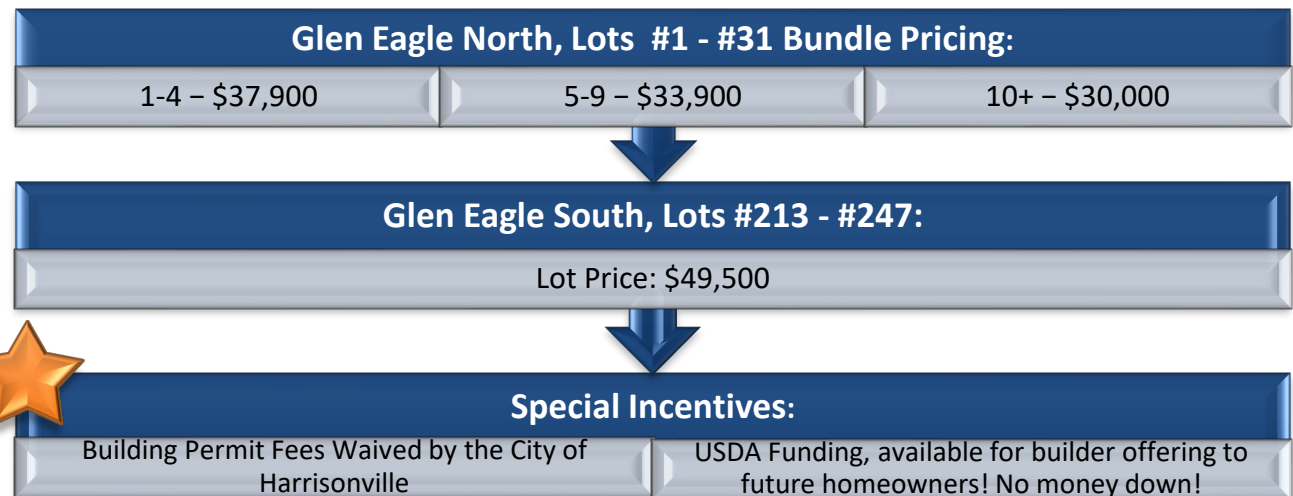 Glen Eagle North, Lots  #1 - #31 Bundle Pricing:
1-4 – $37,900
5-9 – $33,900
10+ – $30,000
Glen Eagle South, Lots #213 - #247:
Lot Price: $49,500
Special Incentives:
Building Permit Fees Waived by the City of
Harrisonville
USDA Funding, available for builder offering to
future homeowners! No money down!